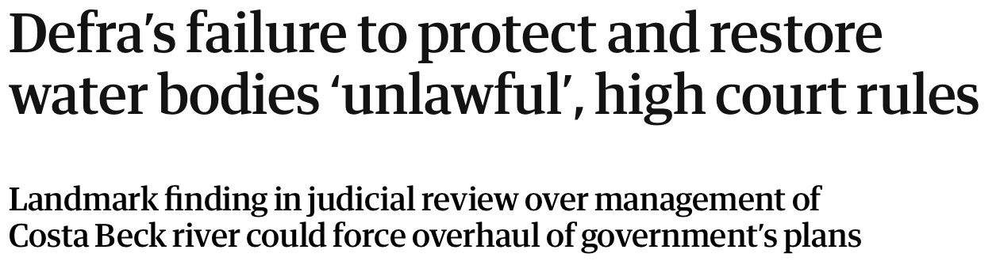 Defra’s failure to protect and restore
water bodies ‘unlawful’, high court rules
Landmark finding in judicial review over management of
Costa Beck river could force overhaul of government’s plans